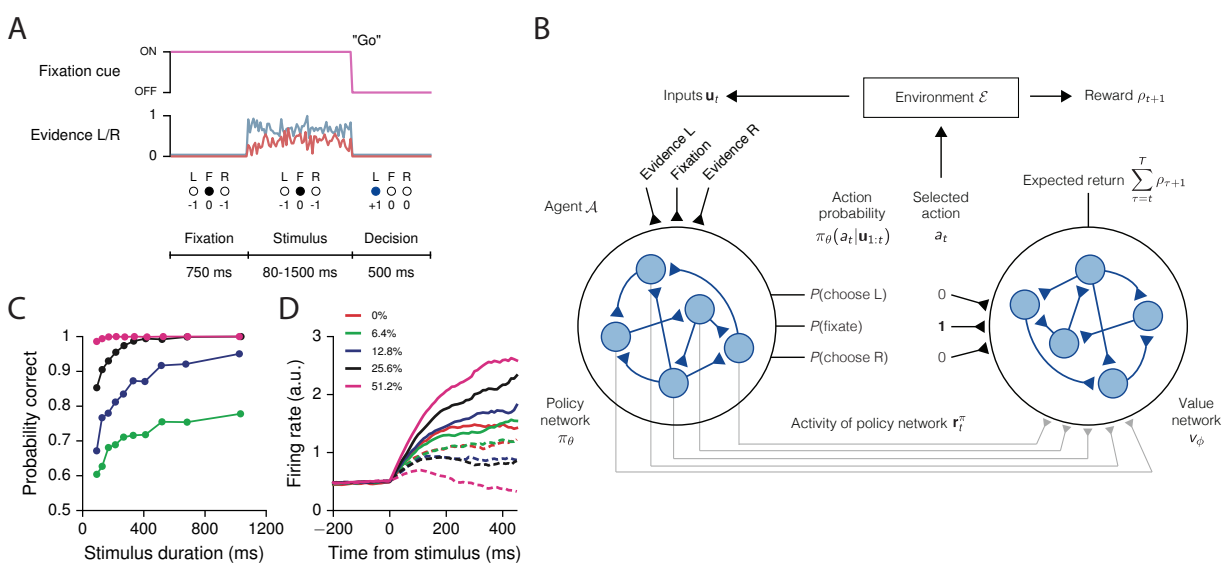 A
"Go"
ON
Fixation cue
OFF
1
Evidence L/R
0
L F R L F R L F R
-1 0 -1 -1 0 -1 +1 0 0
Fixation Stimulus Decision
750 ms 80-1500 ms 500 ms
B
Inputs u_t
Environment ℰ
Reward ρ_{t+1}
Evidence L
Fixation
Evidence R
Agent 𝒜
Action
probability
π_θ(a_t|u_{1:t})
Selected
action
a_t
Expected return ∑_{τ=t}^{T} ρ_{τ+1}
P(choose L) 0
P(fixate) 1
P(choose R) 0
Policy
network
π_θ
Activity of policy network r_t^π
Value
network
v_ϕ
C
Probability correct
1
0.9
0.8
0.7
0.6
0.5
0 400 800 1200
Stimulus duration (ms)
D
0%
6.4%
12.8%
25.6%
51.2%
Firing rate (a.u.)
3
2
1
0
−200 0 200 400
Time from stimulus (ms)